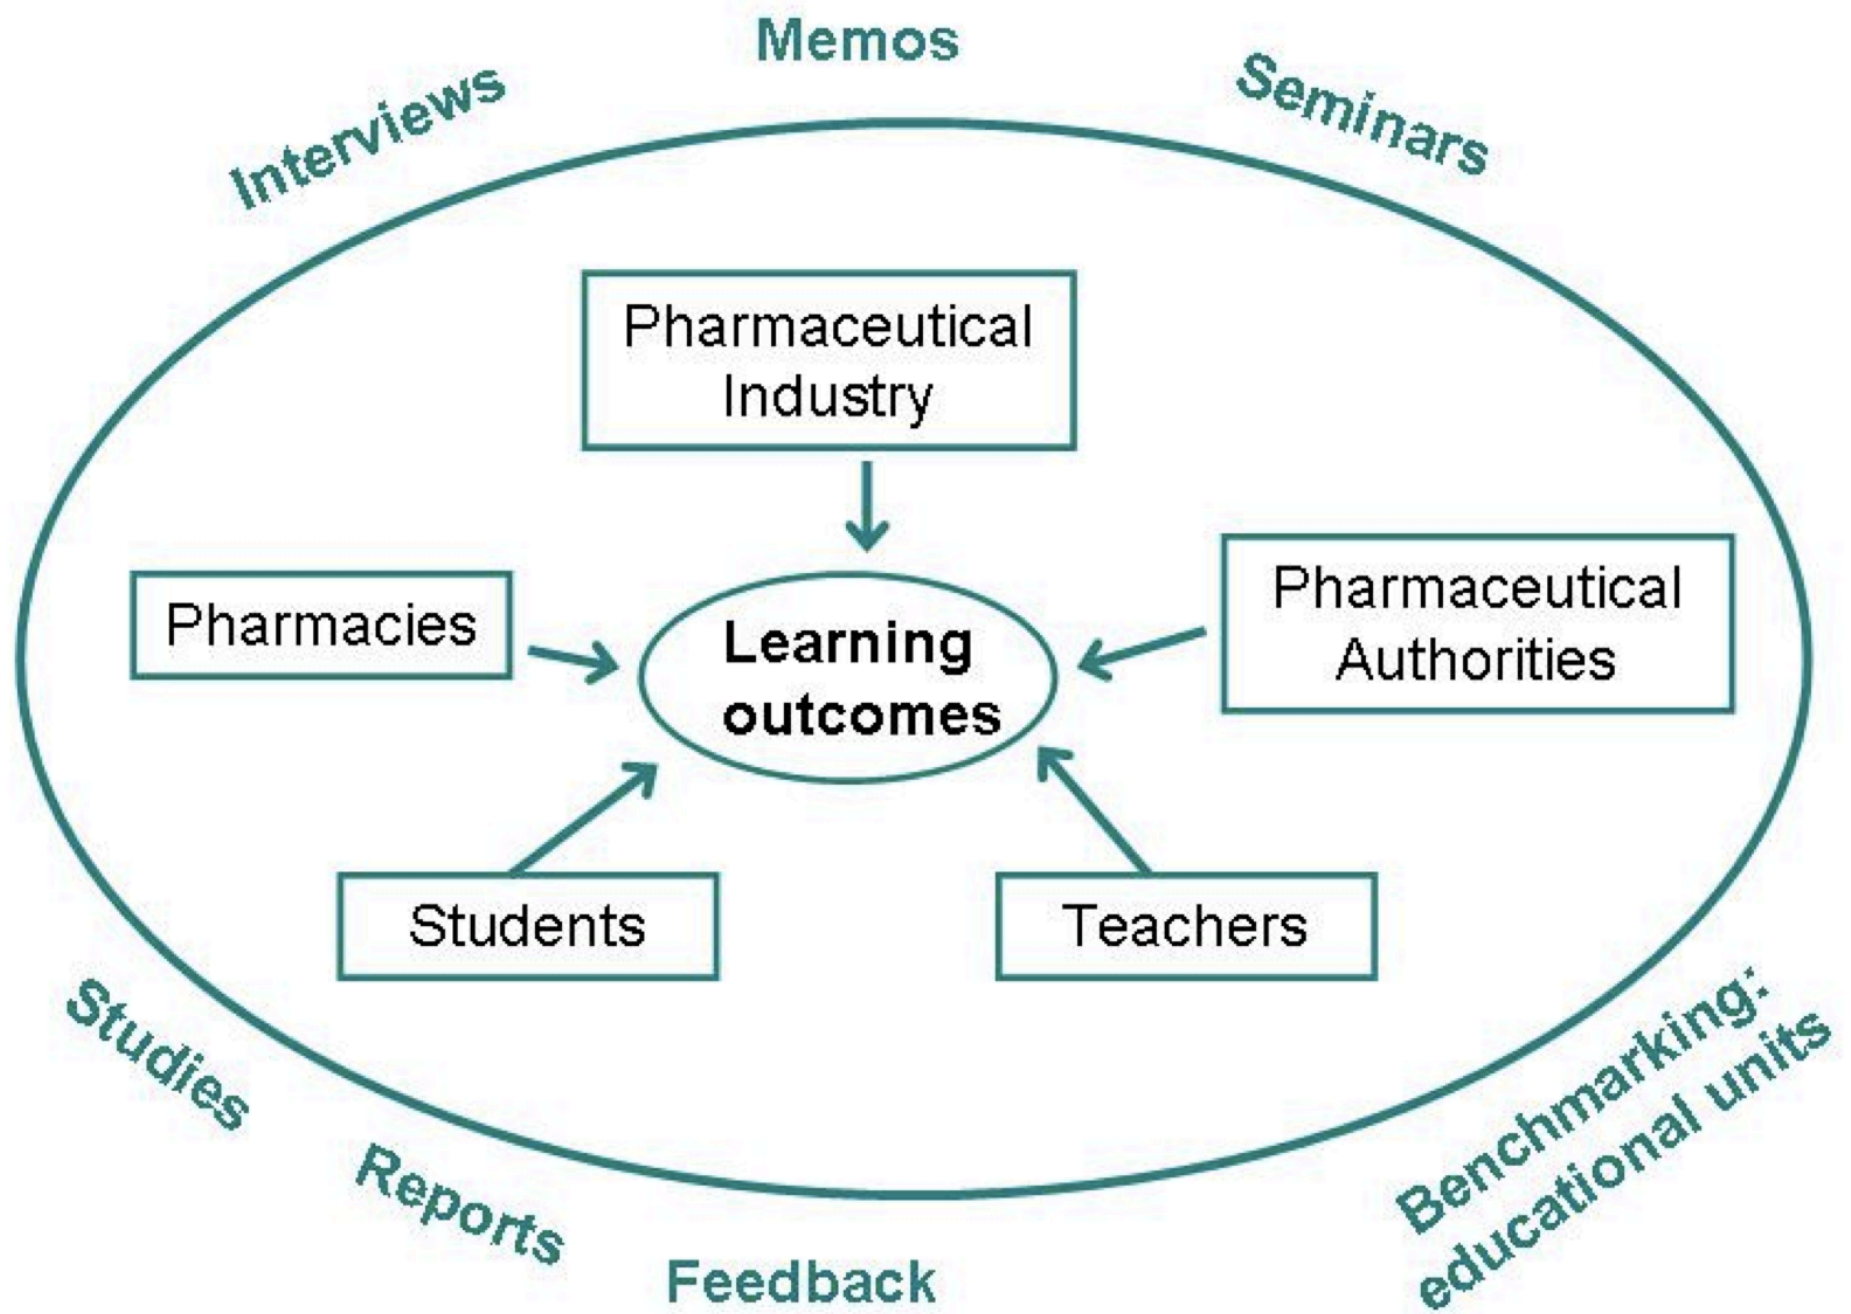 Memos
Interviews
Seminars
Pharmaceutical
Industry
Pharmacies
Learning
outcomes
Pharmaceutical
Authorities
Students
Teachers
Studies
Reports
Feedback
Benchmarking:
educational units